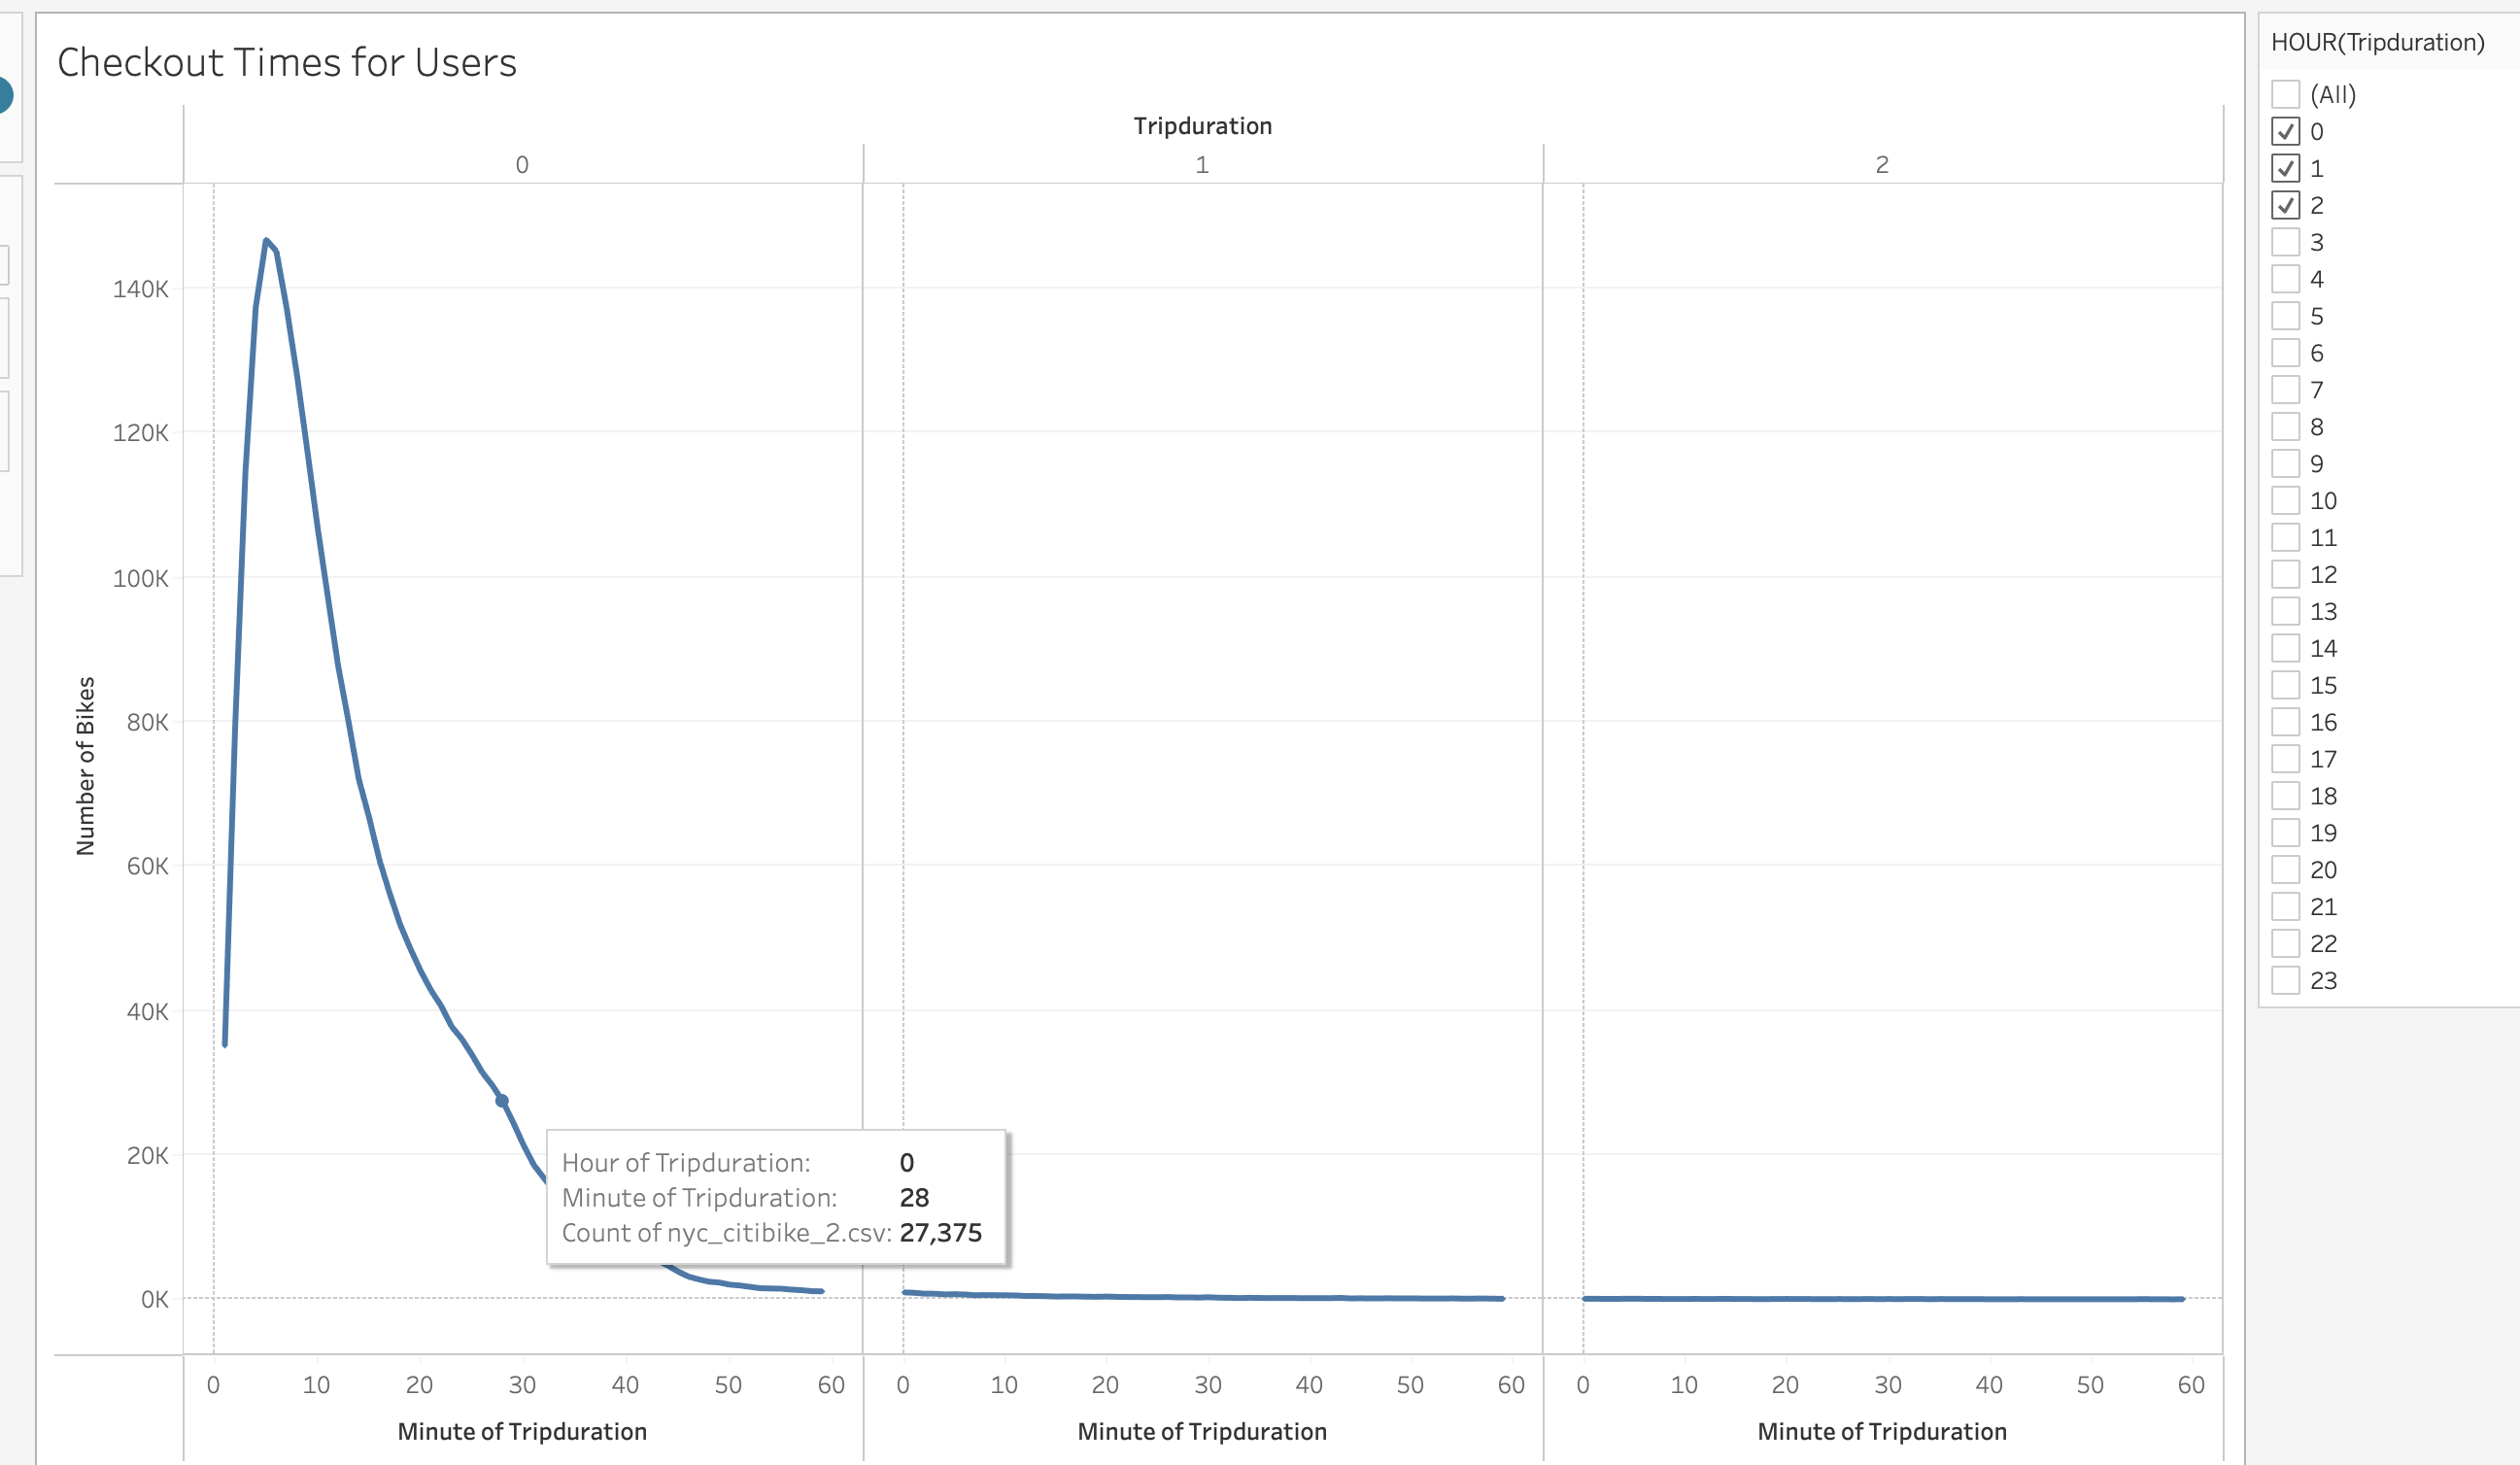 Checkout Times for Users
Tripduration
0 1 2
140K
120K
100K
80K
60K
40K
20K
0K
Number of Bikes
Hour of Tripduration: 0
Minute of Tripduration: 28
Count of nyc_citibike_2.csv: 27,375
0 10 20 30 40 50 60 0 10 20 30 40 50 60 0 10 20 30 40 50 60
Minute of Tripduration Minute of Tripduration Minute of Tripduration
HOUR(Tripduration)
(All)
0
1
2
3
4
5
6
7
8
9
10
11
12
13
14
15
16
17
18
19
20
21
22
23